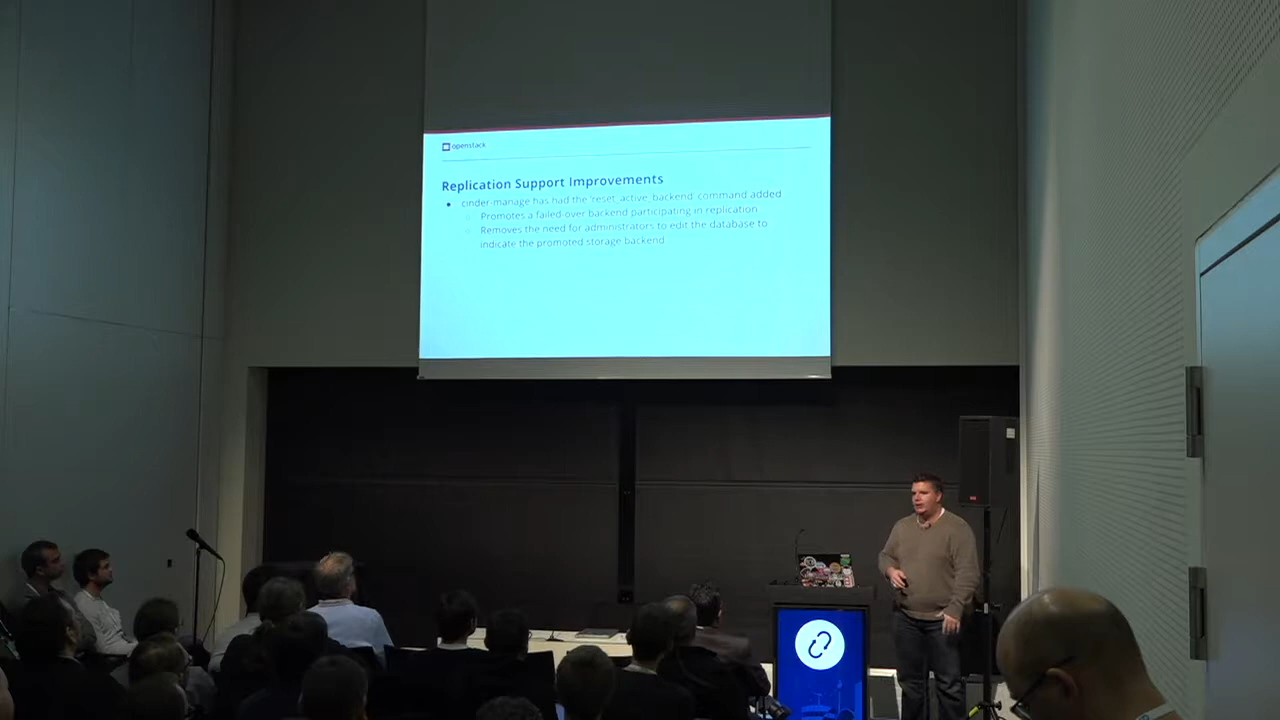 openstack
Replication Support Improvements
cinder-manage has had the 'reset_active_backend' command added
Promotes a failed-over backend participating in replication
Removes the need for administrators to edit the database to
indicate the promoted storage backend